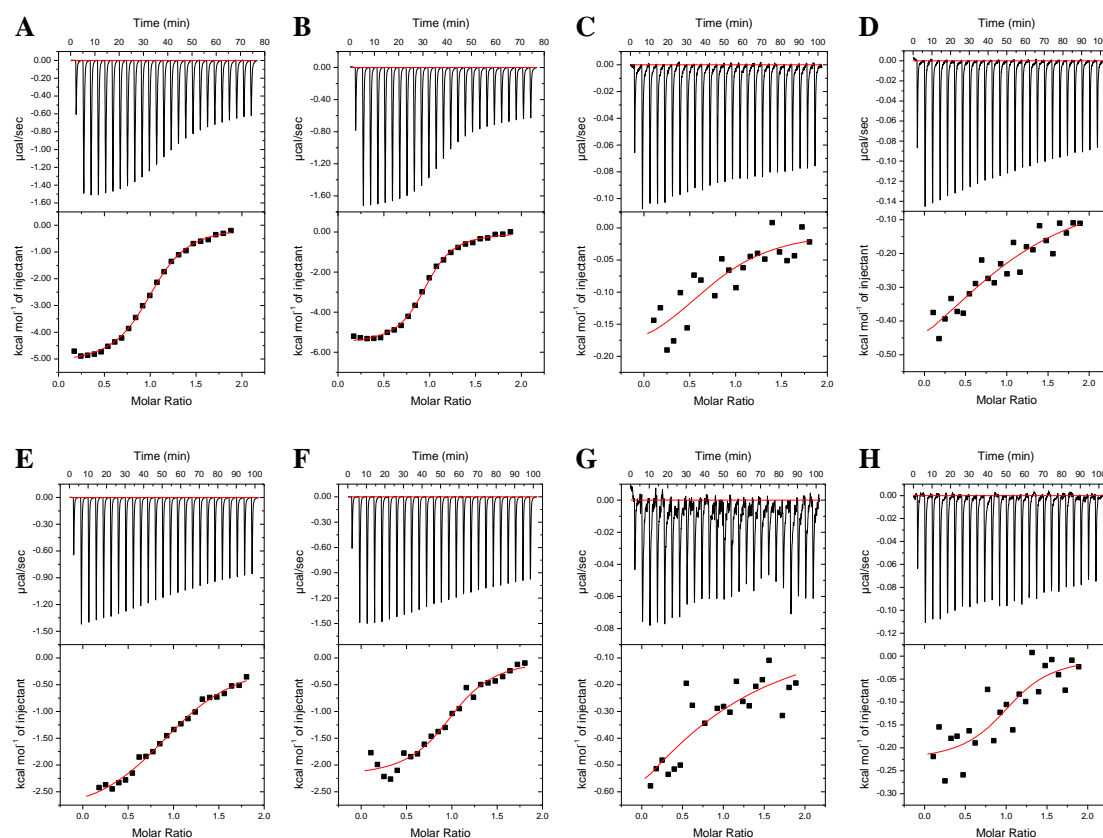 A
Time (min)
0 10 20 30 40 50 60 70 80
0.00
-0.20
-0.40
-0.60
-0.80
-1.00
-1.20
-1.40
-1.60
µcal/sec
0.00
-1.00
-2.00
-3.00
-4.00
-5.00
kcal mol⁻¹ of injectant
0.0 0.5 1.0 1.5 2.0
Molar Ratio
B
Time (min)
0 10 20 30 40 50 60 70 80
0.00
-0.80
-1.60
µcal/sec
0.00
-2.00
-4.00
-6.00
kcal mol⁻¹ of injectant
0.0 0.5 1.0 1.5 2.0
Molar Ratio
C
Time (min)
0 10 20 30 40 50 60 70 80 90 100
0.00
-0.02
-0.04
-0.06
-0.08
-0.10
µcal/sec
0.00
-0.05
-0.10
-0.15
-0.20
kcal mol⁻¹ of injectant
0.0 0.5 1.0 1.5 2.0
Molar Ratio
D
Time (min)
0 10 20 30 40 50 60 70 80 90 100
0.00
-0.02
-0.04
-0.06
-0.08
-0.10
-0.12
-0.14
µcal/sec
-0.10
-0.20
-0.30
-0.40
-0.50
kcal mol⁻¹ of injectant
0.0 0.5 1.0 1.5 2.0
Molar Ratio
E
Time (min)
0 10 20 30 40 50 60 70 80 90 100
0.00
-0.30
-0.60
-0.90
-1.20
-1.50
µcal/sec
0.00
-0.50
-1.00
-1.50
-2.00
-2.50
kcal mol⁻¹ of injectant
0.0 0.5 1.0 1.5 2.0
Molar Ratio
F
Time (min)
0 10 20 30 40 50 60 70 80 90 100
0.00
-0.30
-0.60
-0.90
-1.20
-1.50
µcal/sec
0.00
-0.50
-1.00
-1.50
-2.00
-2.50
kcal mol⁻¹ of injectant
0.0 0.5 1.0 1.5 2.0
Molar Ratio
G
Time (min)
0 10 20 30 40 50 60 70 80 90 100
0.00
-0.02
-0.04
-0.06
-0.08
µcal/sec
-0.10
-0.20
-0.30
-0.40
-0.50
-0.60
kcal mol⁻¹ of injectant
0.0 0.5 1.0 1.5 2.0
Molar Ratio
H
Time (min)
0 10 20 30 40 50 60 70 80 90 100
0.00
-0.02
-0.04
-0.06
-0.08
-0.10
-0.12
µcal/sec
0.00
-0.05
-0.10
-0.15
-0.20
-0.25
-0.30
kcal mol⁻¹ of injectant
0.0 0.5 1.0 1.5 2.0
Molar Ratio